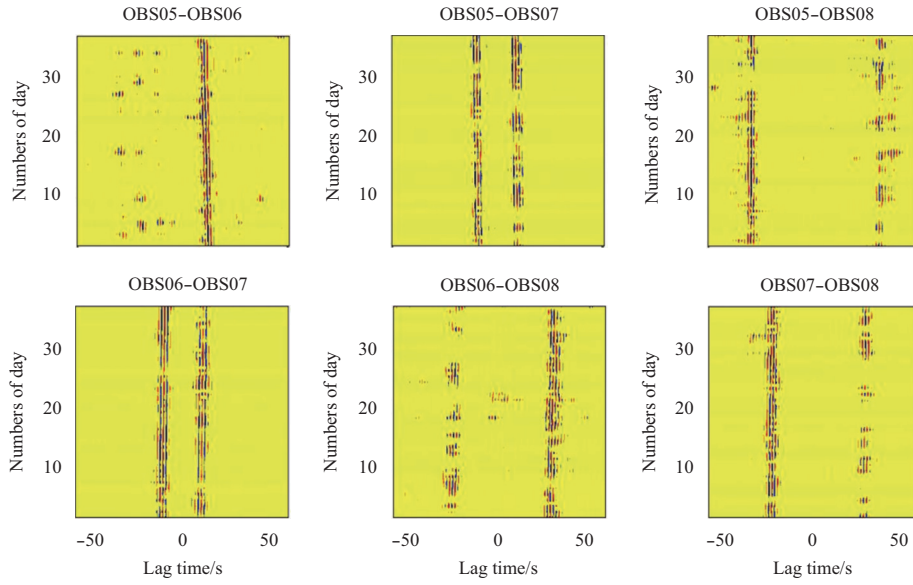 OBS05–OBS06 OBS05–OBS07 OBS05–OBS08
Numbers of day Numbers of day Numbers of day
30 30 30
20 20 20
10 10 10
OBS06–OBS07 OBS06–OBS08 OBS07–OBS08
Numbers of day Numbers of day Numbers of day
30 30 30
20 20 20
10 10 10
–50 0 50 –50 0 50 –50 0 50
Lag time/s Lag time/s Lag time/s